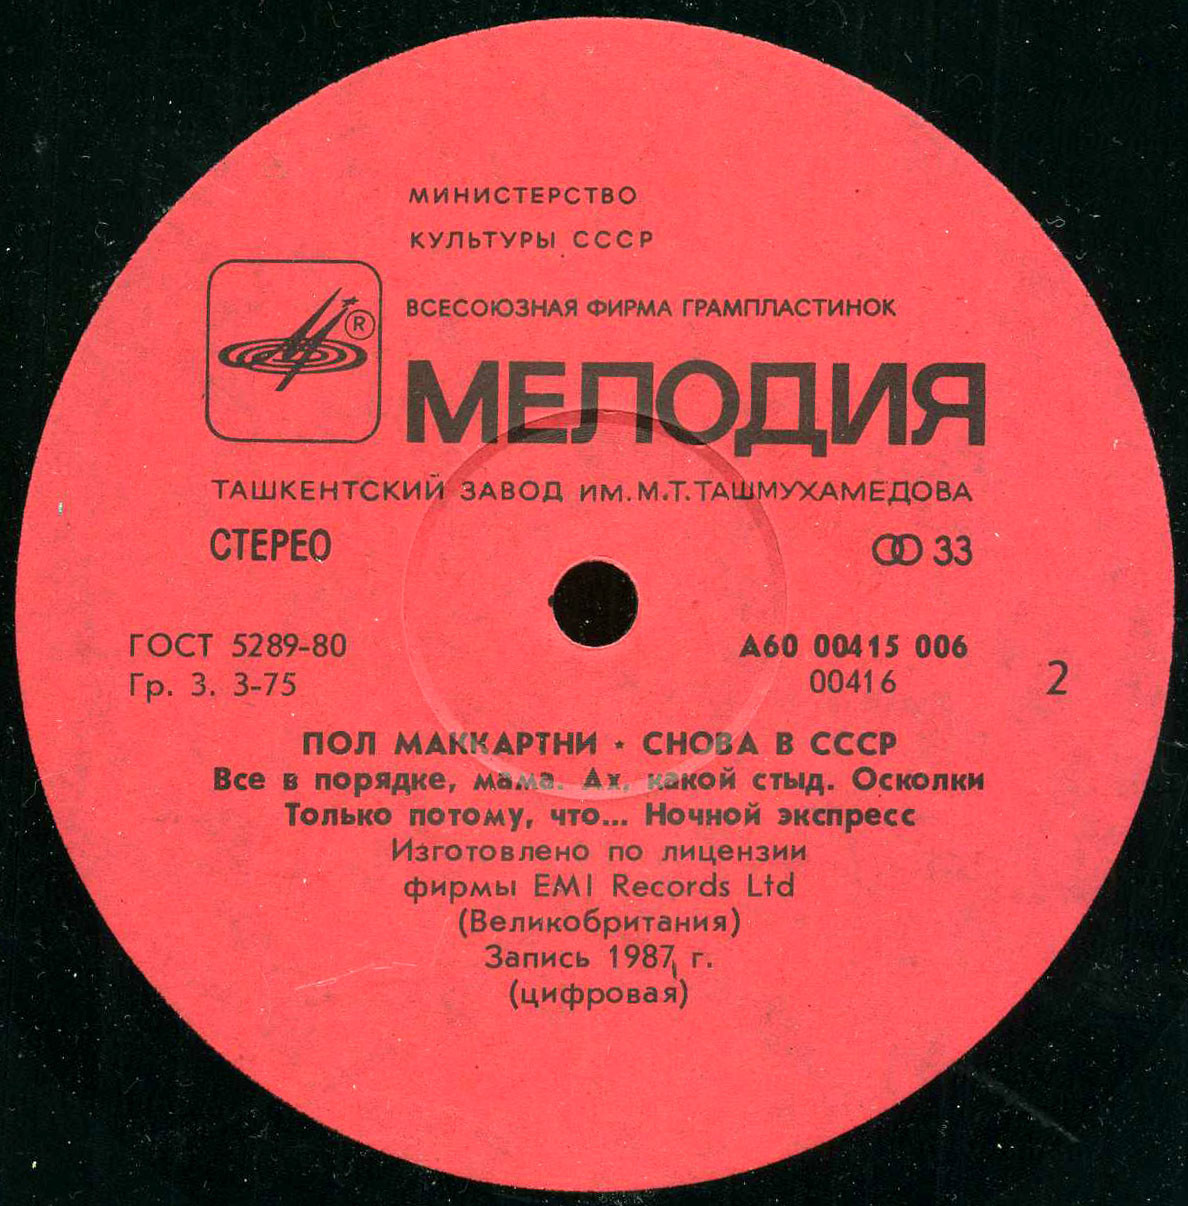 МИНИСТЕРСТВО
КУЛЬТУРЫ СССР
ВСЕСОЮЗНАЯ ФИРМА ГРАМПЛАСТИНОК
®
МЕЛОДИЯ
ТАШКЕНТСКИЙ ЗАВОД ИМ. М.Т. ТАШМУХАМЕДОВА
СТЕРЕО
33
ГОСТ 5289-80
Гр. 3. 3-75
А60 00415 006
00416
2
ПОЛ МАККАРТНИ ★ СНОВА В СССР
Все в порядке, мама. Ах, какой стыд. Осколки
Только потому, что... Ночной экспресс
Изготовлено по лицензии
фирмы EMI Records Ltd
(Великобритания)
Запись 1987 г.
(цифровая)